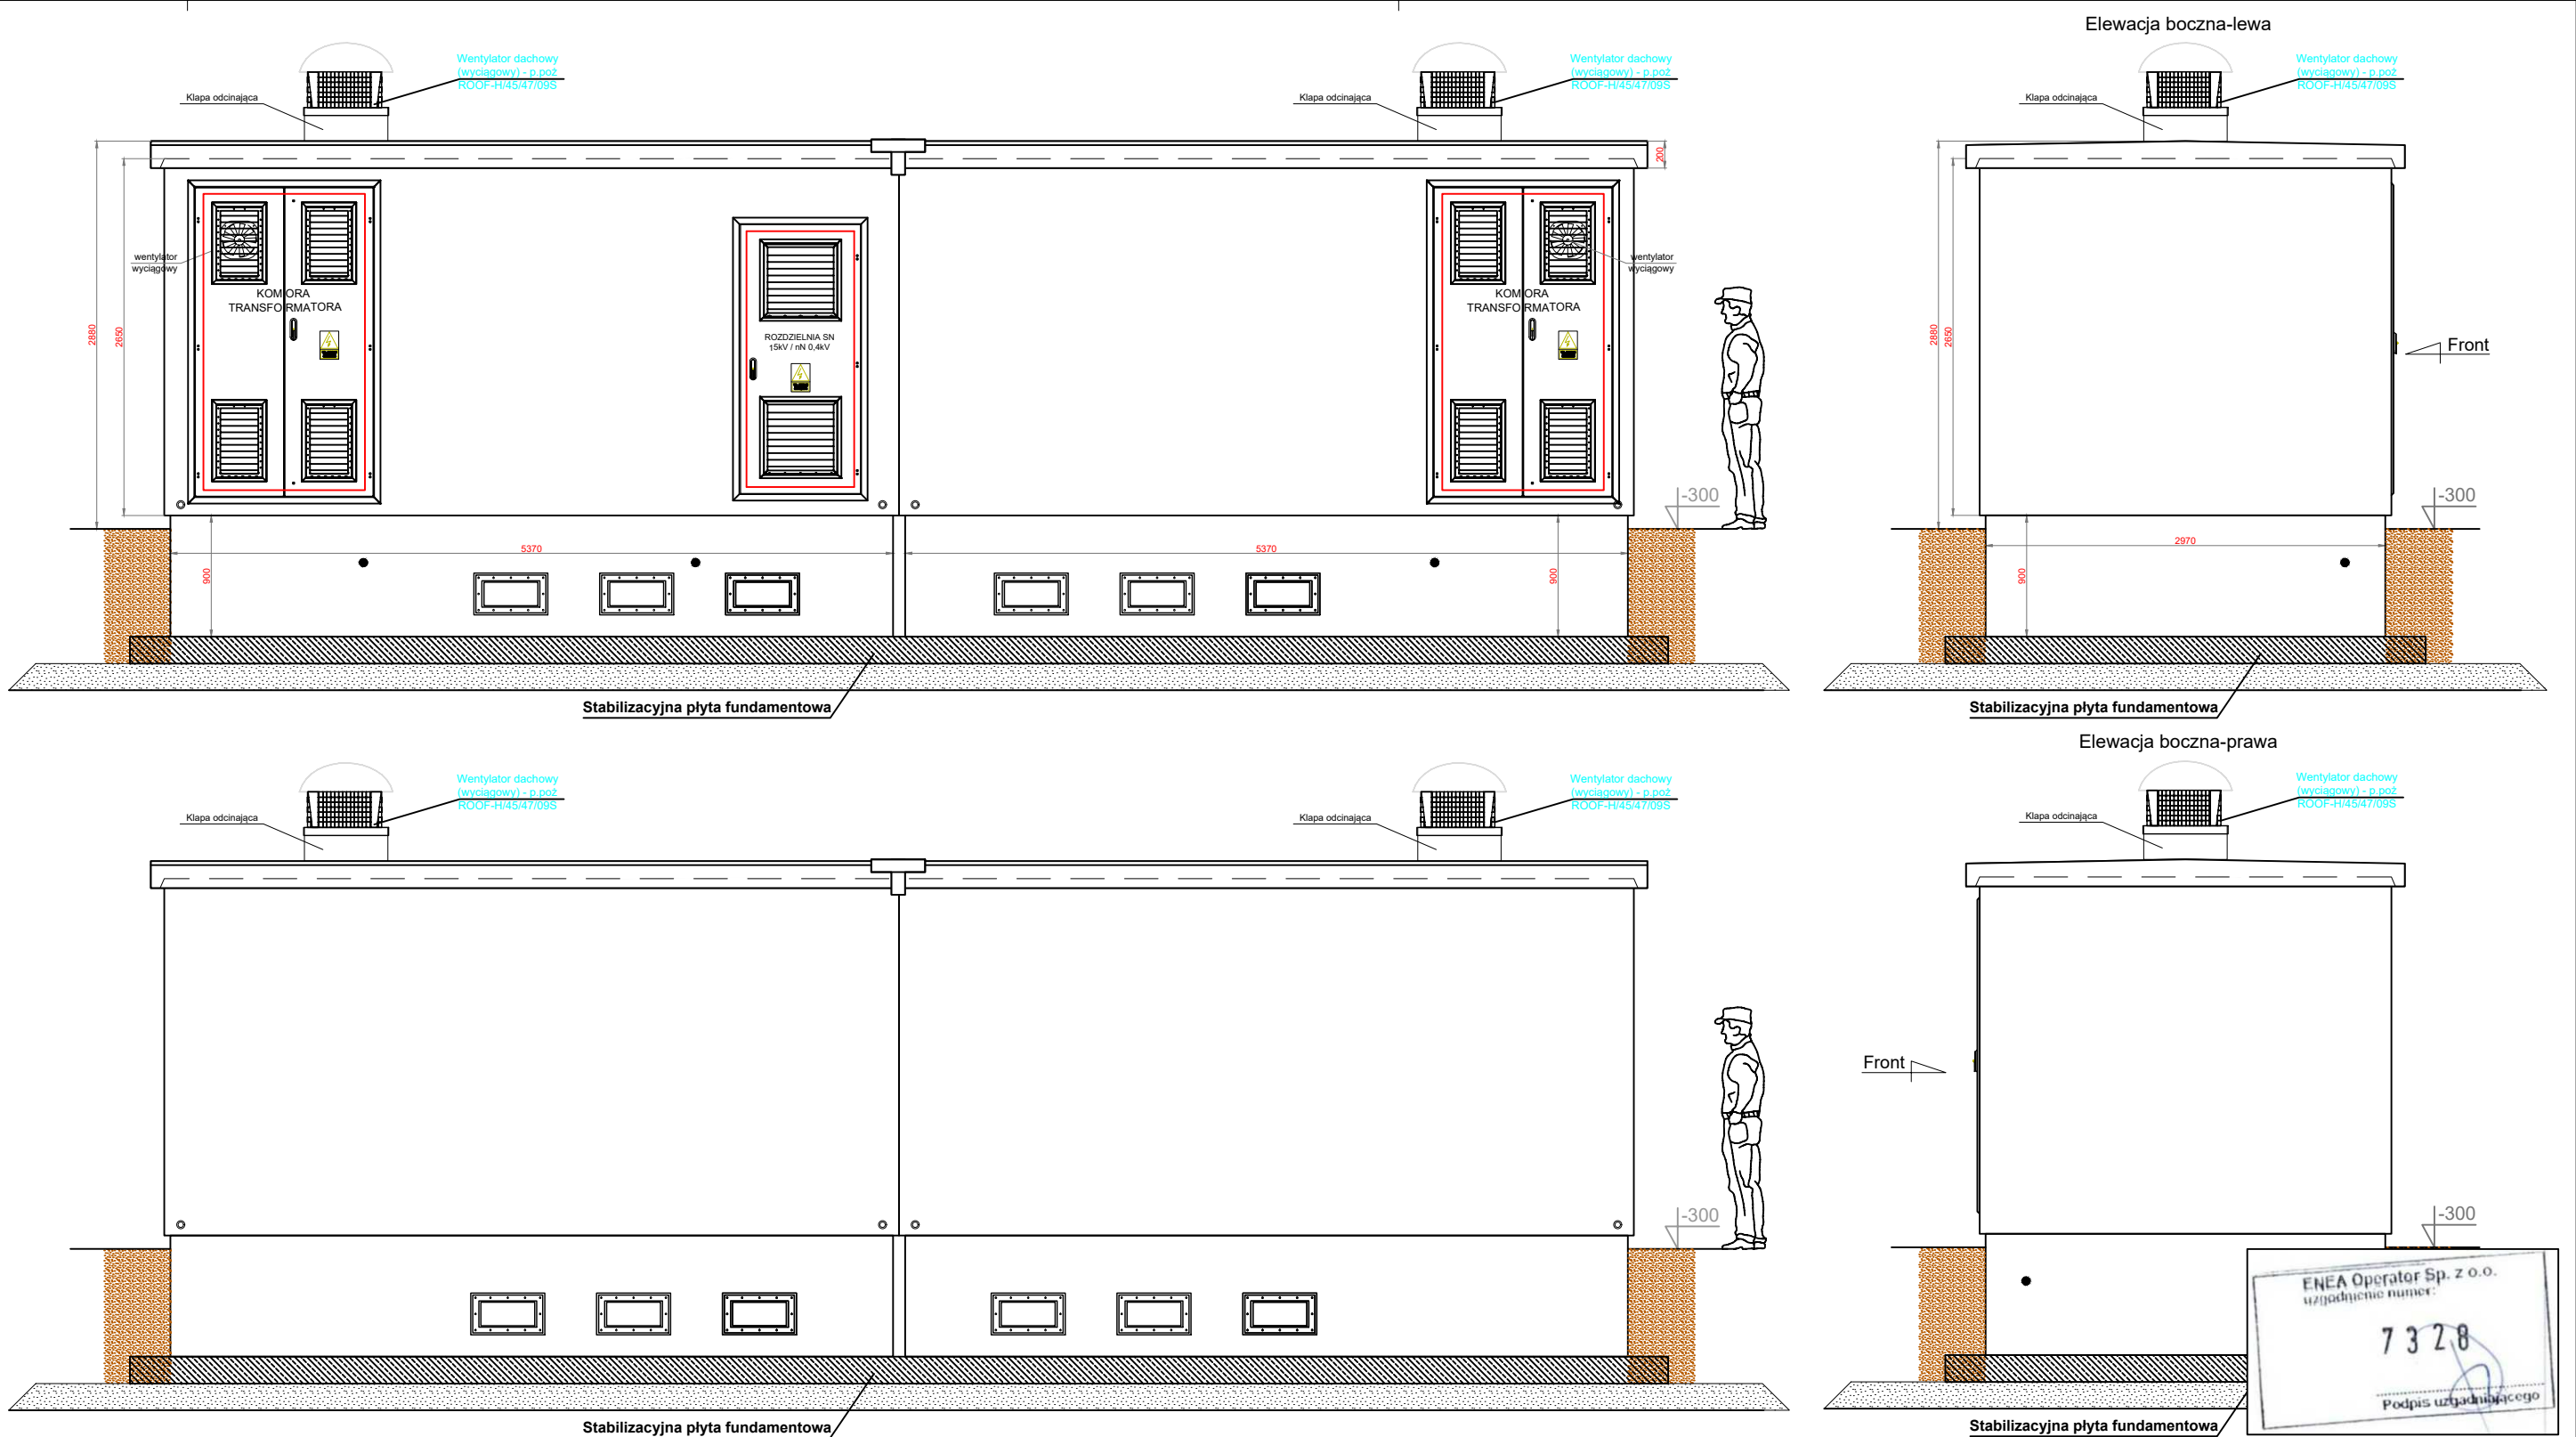 Elewacja boczna-lewa
Wentylator dachowy
(wyciągowy) - p.poż
ROOF-H/45/47/09S
Klapa odcinająca
Wentylator dachowy
(wyciągowy) - p.poż
ROOF-H/45/47/09S
Klapa odcinająca
Wentylator dachowy
(wyciągowy) - p.poż
ROOF-H/45/47/09S
Klapa odcinająca
200
2880
2650
wentylator
wyciągowy
KOMORA
TRANSFORMATORA
ROZDZIELNIA SN
15kV / nN 0,4kV
KOMORA
TRANSFORMATORA
wentylator
wyciągowy
-300
5370
5370
900
900
Stabilizacyjna płyta fundamentowa
2880
2650
Front
-300
2970
900
Stabilizacyjna płyta fundamentowa
Elewacja boczna-prawa
Wentylator dachowy
(wyciągowy) - p.poż
ROOF-H/45/47/09S
Klapa odcinająca
Wentylator dachowy
(wyciągowy) - p.poż
ROOF-H/45/47/09S
Klapa odcinająca
Wentylator dachowy
(wyciągowy) - p.poż
ROOF-H/45/47/09S
Klapa odcinająca
-300
Stabilizacyjna płyta fundamentowa
Front
-300
Stabilizacyjna płyta fundamentowa
ENEA Operator Sp. z o.o.
uzgodnienie numer:
7328
Podpis uzgadniającego